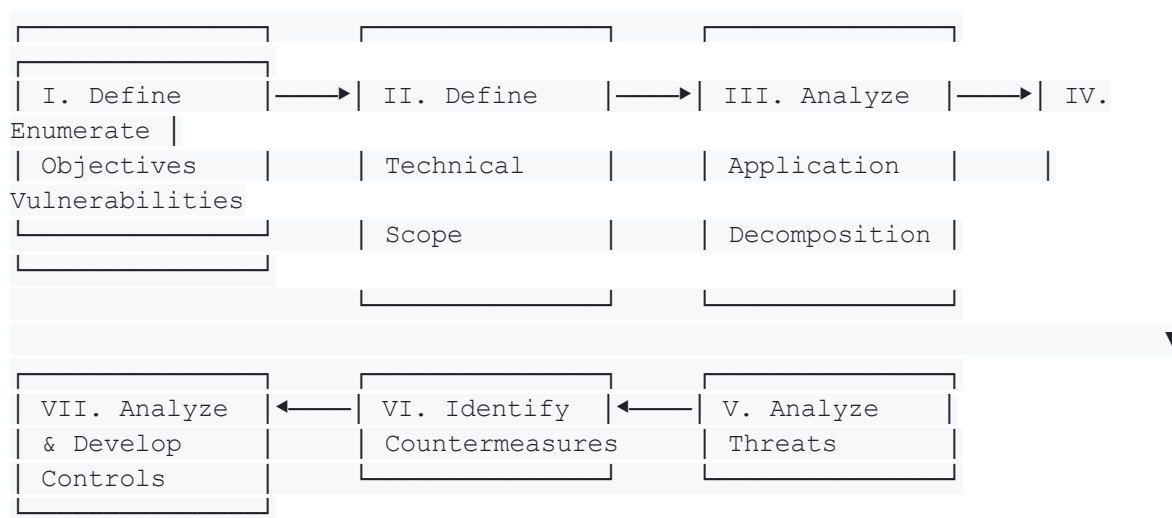 I. Define II. Define III. Analyze IV.
Enumerate
Objectives Technical Application
Vulnerabilities
Scope Decomposition
VII. Analyze VI. Identify V. Analyze
& Develop Countermeasures Threats
Controls